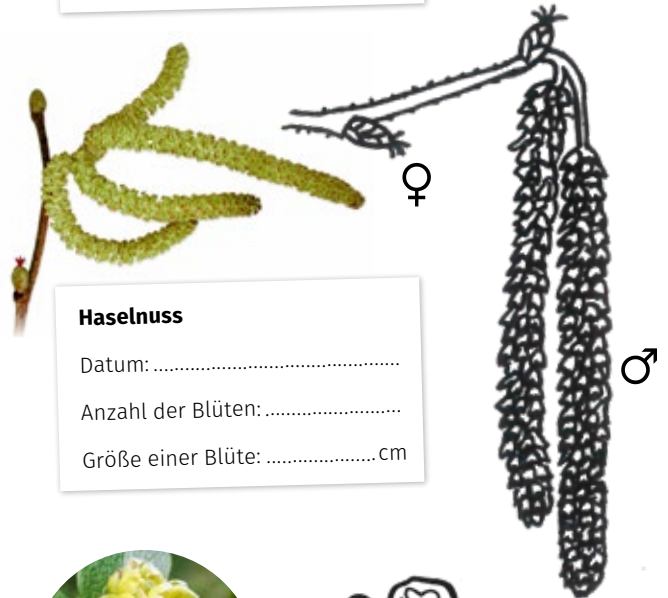 ♀
Haselnuss
Datum: ............................................
Anzahl der Blüten: ........................
Größe einer Blüte: ................... cm
♂